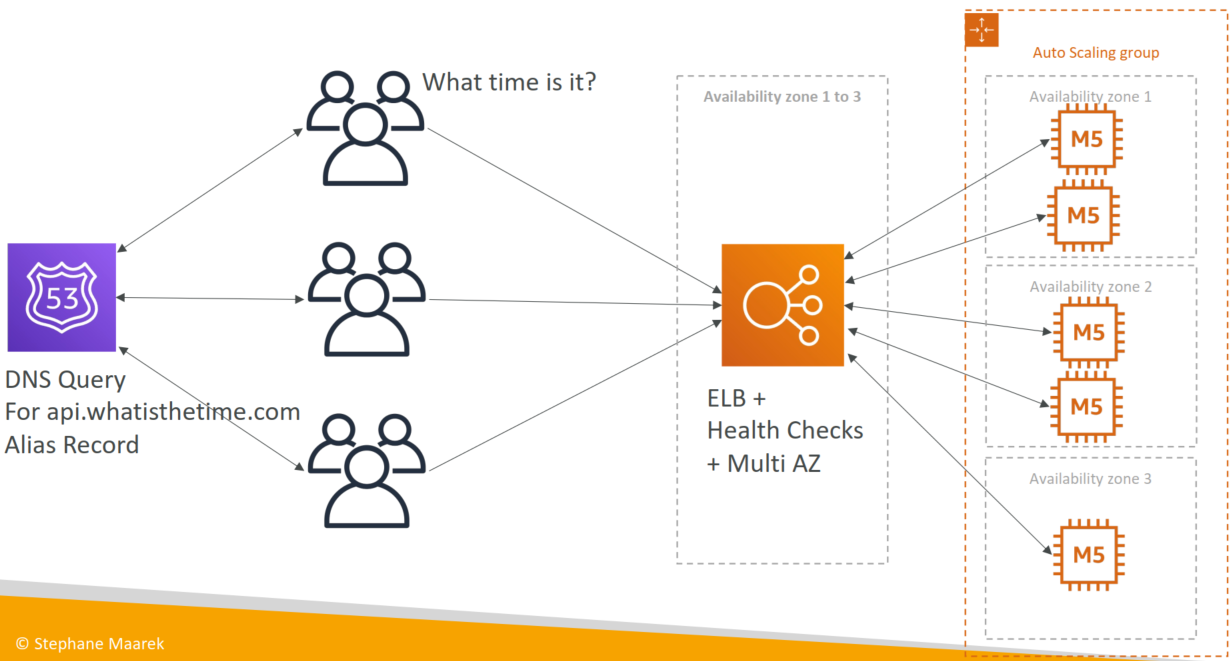 What time is it?
53
DNS Query
For api.whatisthetime.com
Alias Record
Availability zone 1 to 3
ELB +
Health Checks
+ Multi AZ
Auto Scaling group
Availability zone 1
M5
M5
Availability zone 2
M5
M5
Availability zone 3
M5
© Stephane Maarek